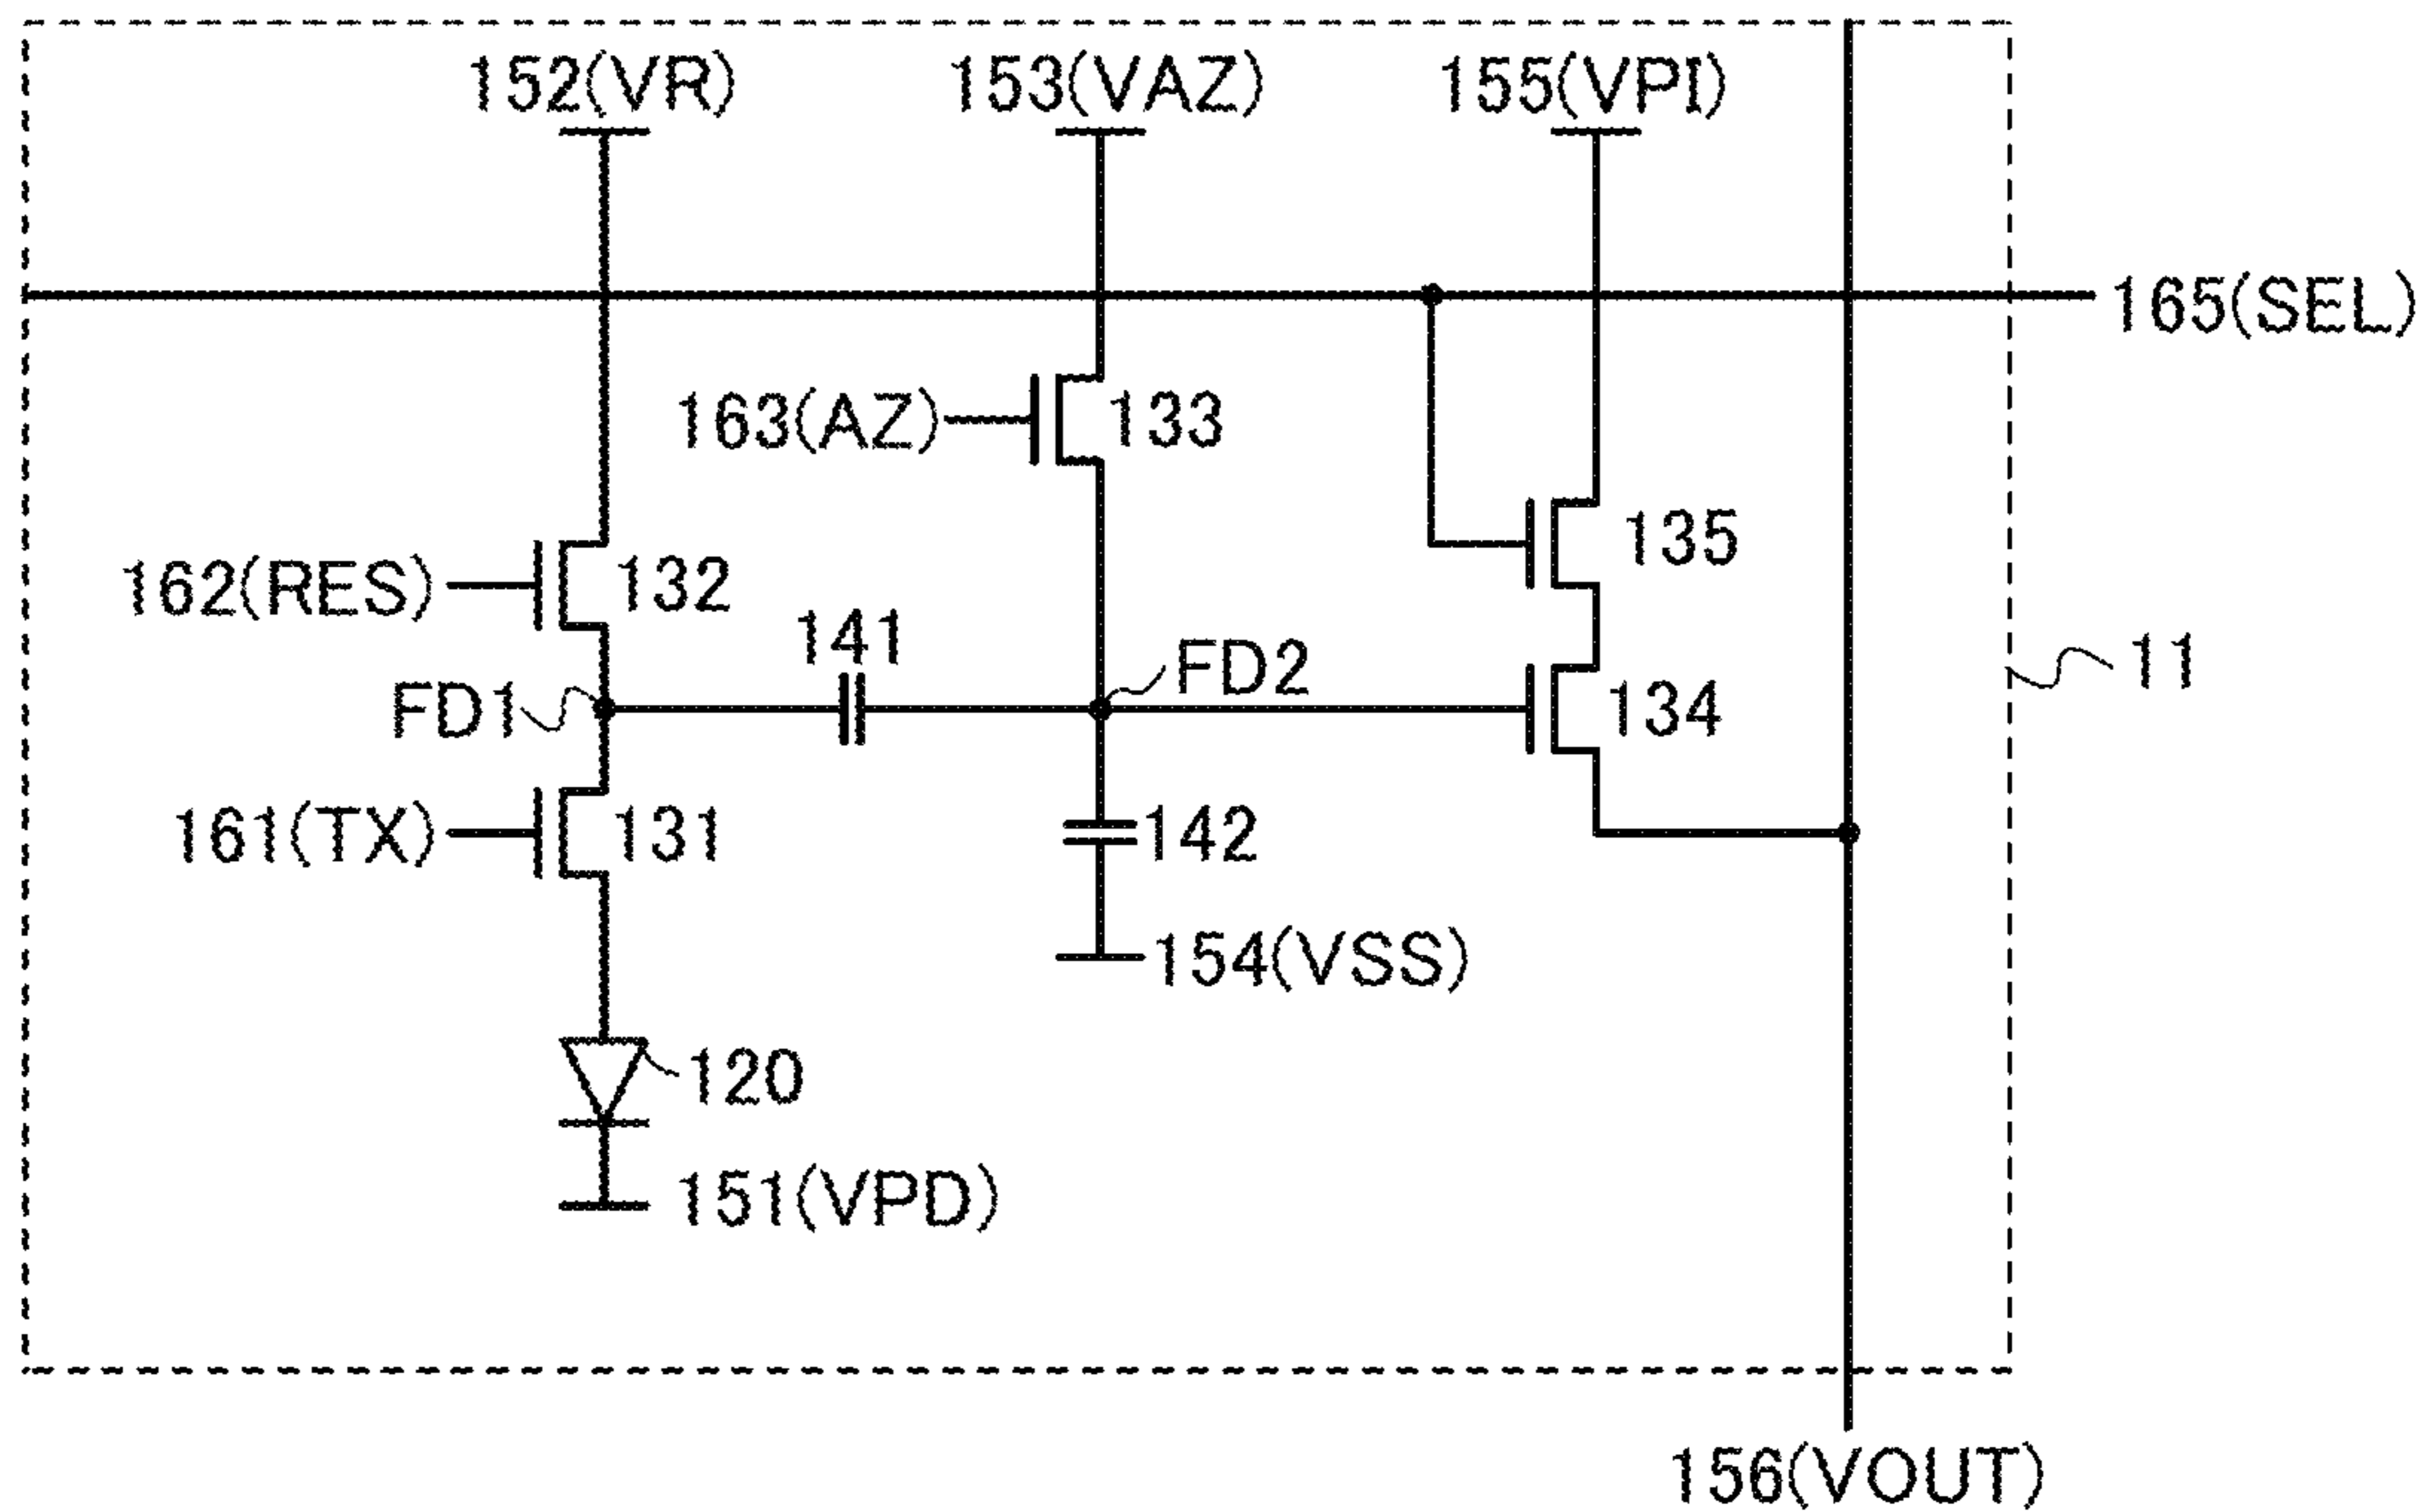 152(VR)
153(VAZ)
155(VPI)
165(SEL)
163(AZ)
133
135
162(RES)
132
141
FD2
11
FD1
134
161(TX)
131
142
154(VSS)
120
151(VPD)
156(VOUT)